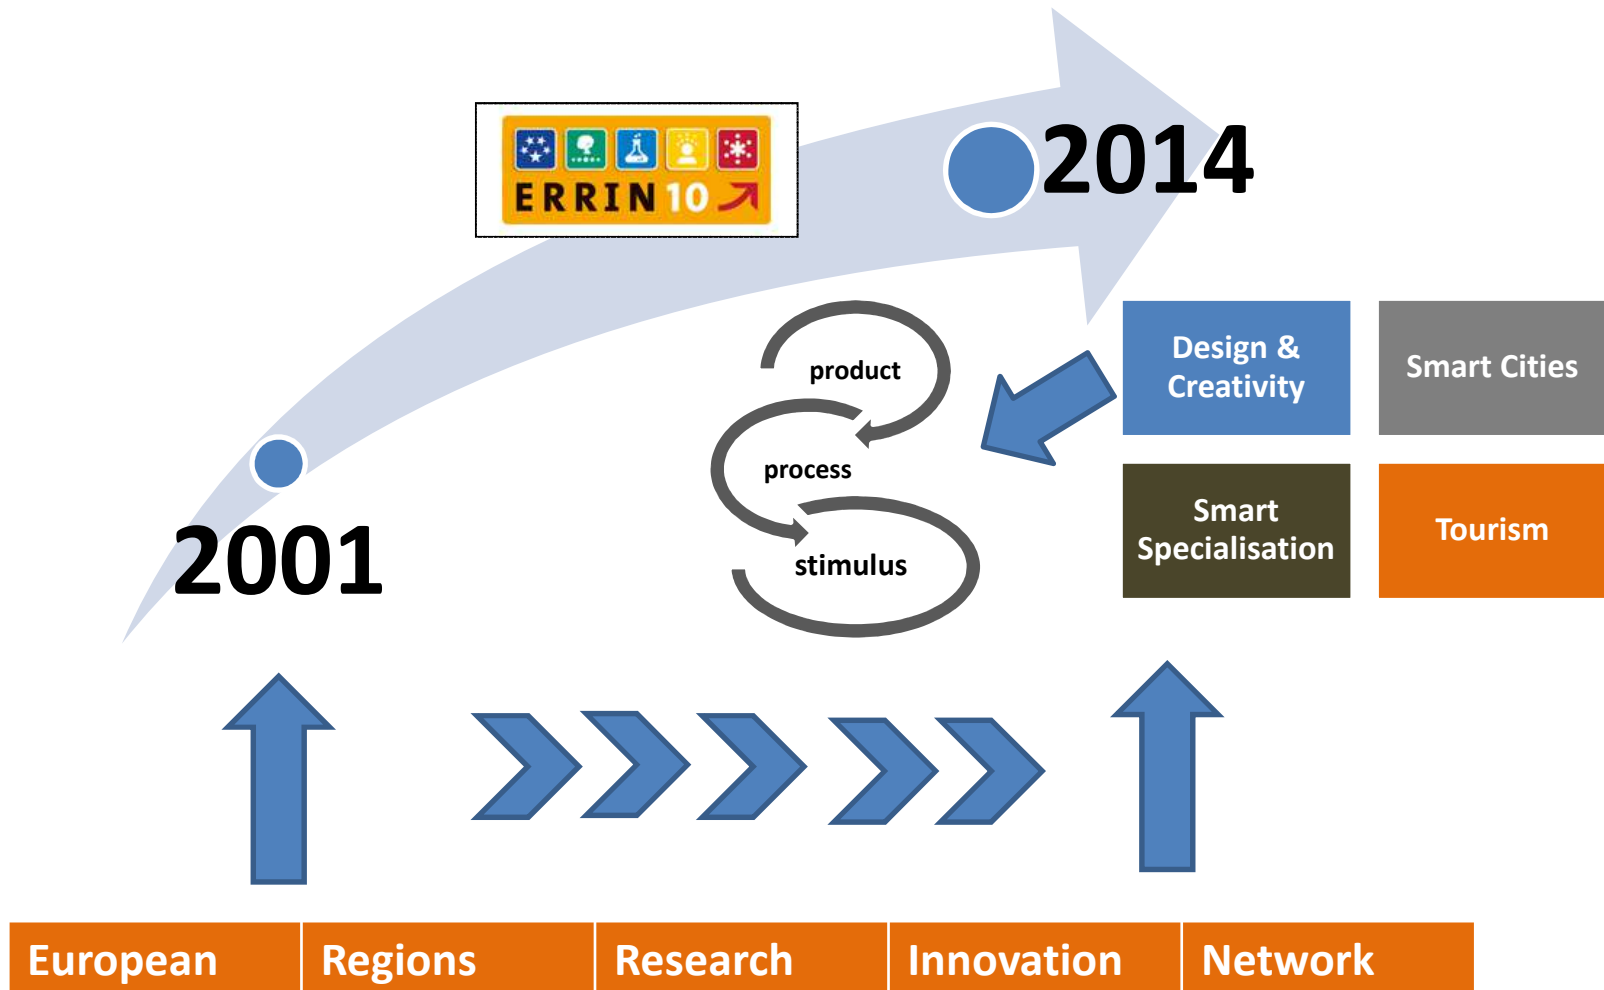 ERRIN 10
2014
2001
product
process
stimulus
Design &
Creativity
Smart Cities
Smart
Specialisation
Tourism
European
Regions
Research
Innovation
Network